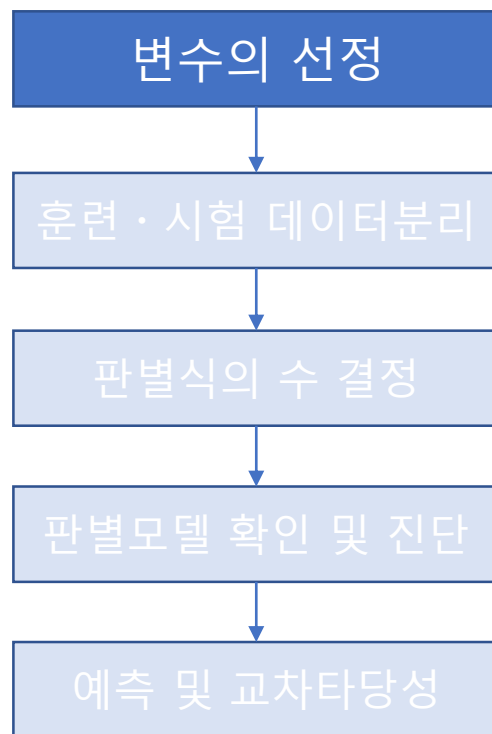 변수의 선정
훈련 · 시험 데이터분리
판별식의 수 결정
판별모델 확인 및 진단
예측 및 교차타당성